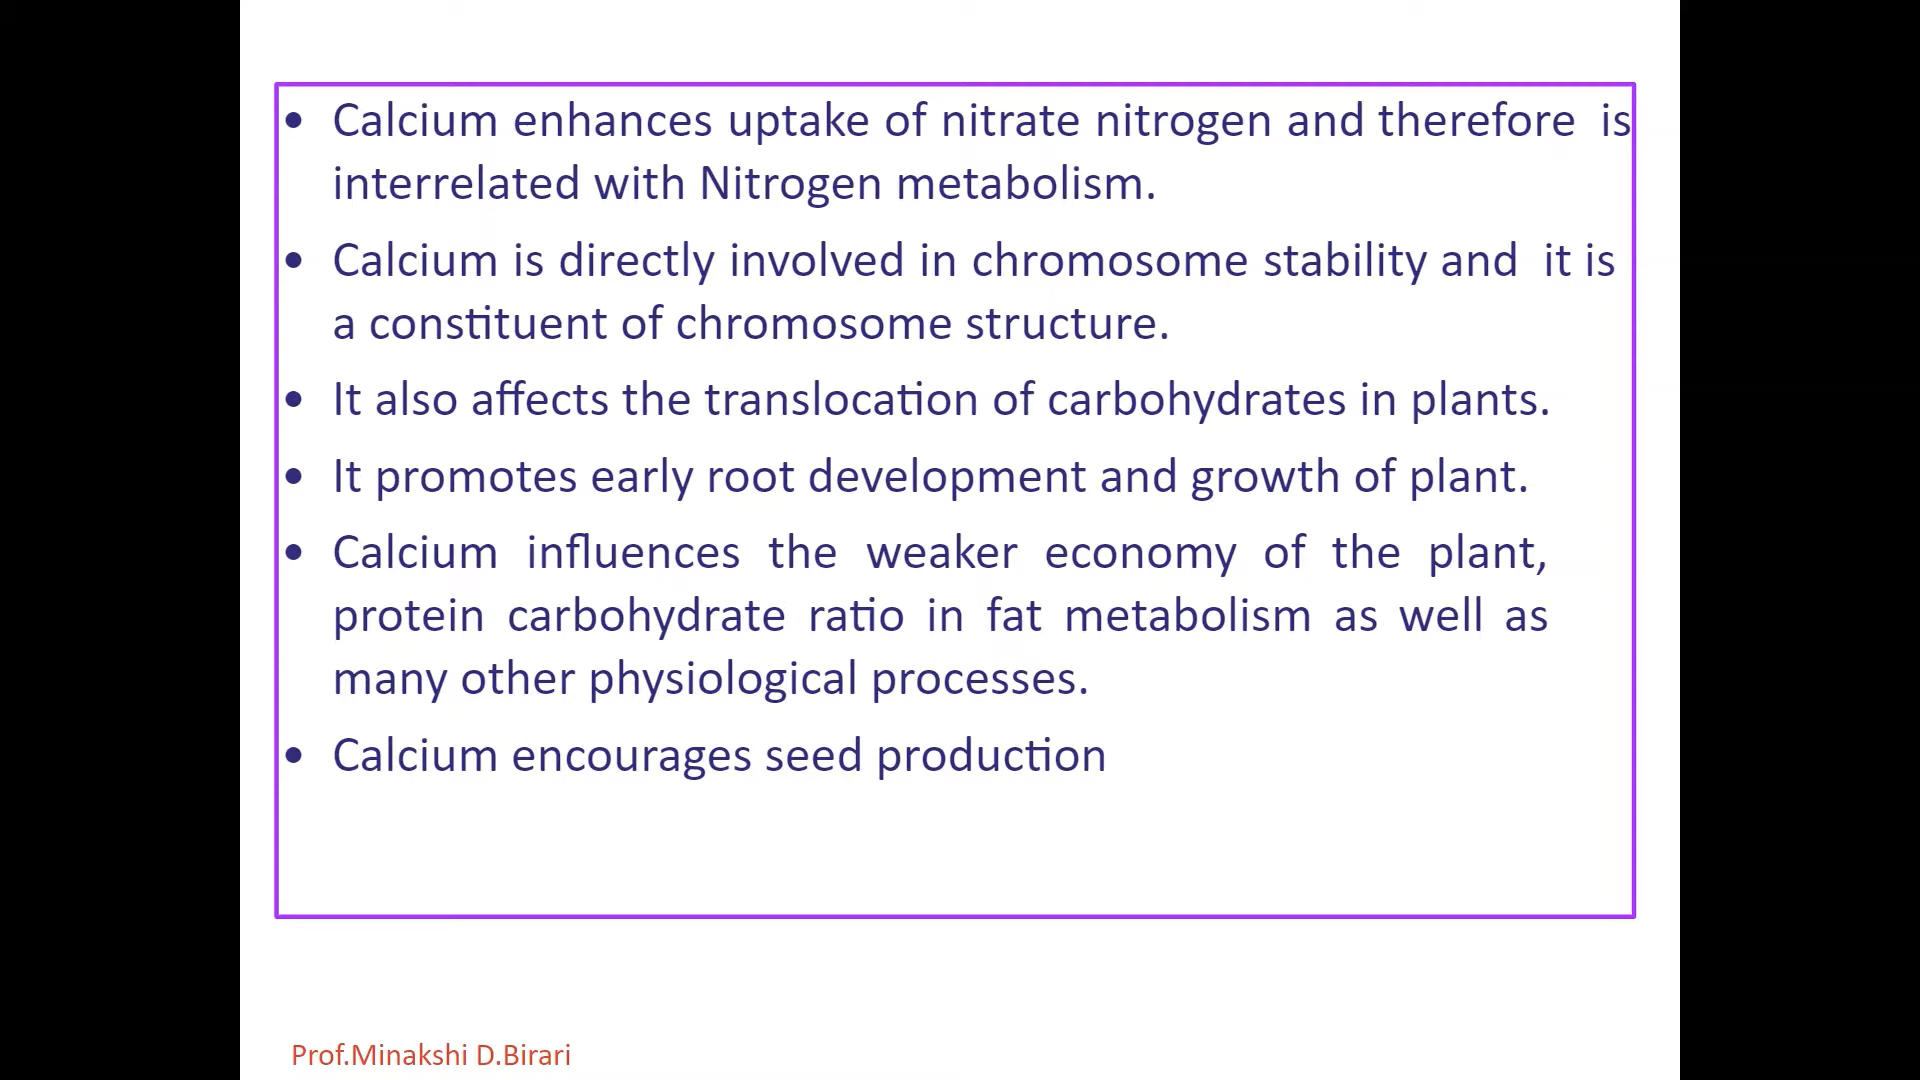 • Calcium enhances uptake of nitrate nitrogen and therefore is
interrelated with Nitrogen metabolism.
• Calcium is directly involved in chromosome stability and it is
a constituent of chromosome structure.
• It also affects the translocation of carbohydrates in plants.
• It promotes early root development and growth of plant.
• Calcium influences the weaker economy of the plant,
protein carbohydrate ratio in fat metabolism as well as
many other physiological processes.
• Calcium encourages seed production
Prof.Minakshi D.Birari